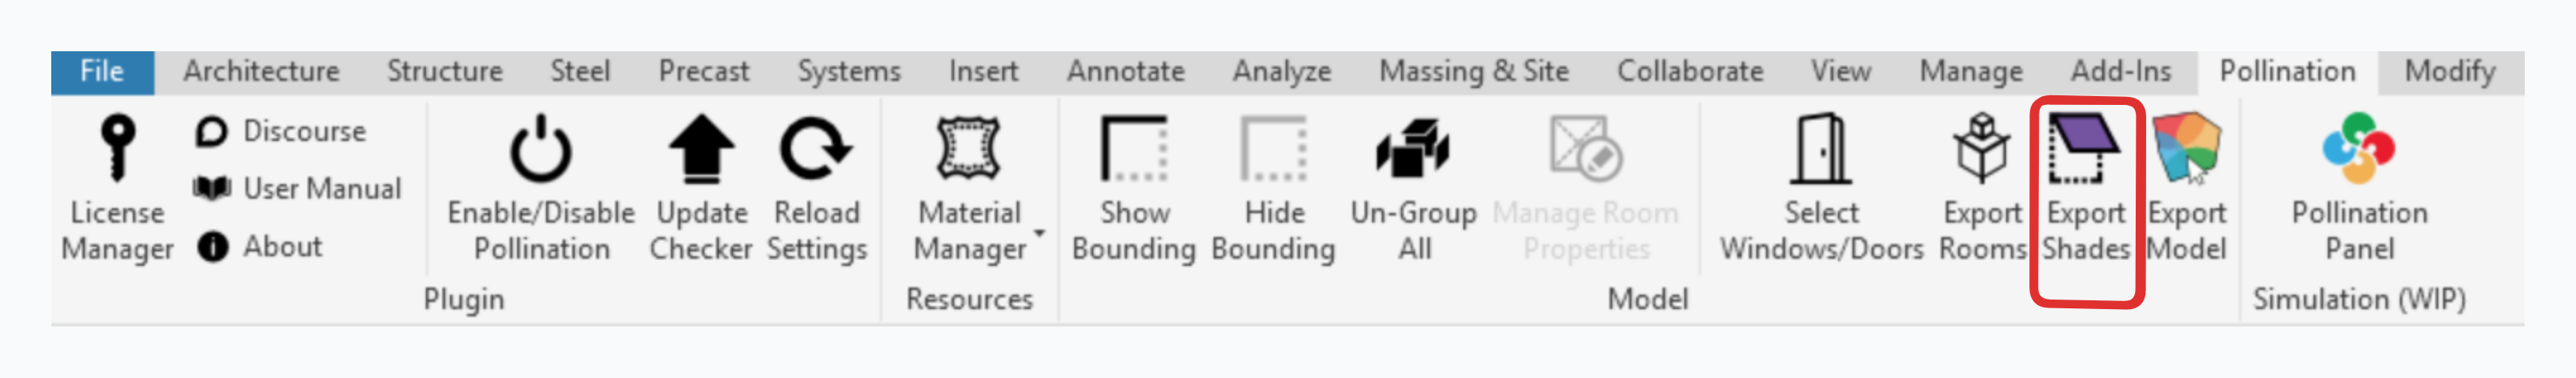 File Architecture Structure Steel Precast Systems Insert Annotate Analyze Massing & Site Collaborate View Manage Add-Ins Pollination Modify
License
Manager
Discourse
User Manual
About
Enable/Disable
Pollination
Update
Checker
Reload
Settings
Plugin
Material
Manager
Resources
Show
Bounding
Hide
Bounding
Un-Group
All
Manage Room
Properties
Select
Windows/Doors
Export
Rooms
Export
Shades
Export
Model
Model
Pollination
Panel
Simulation (WIP)